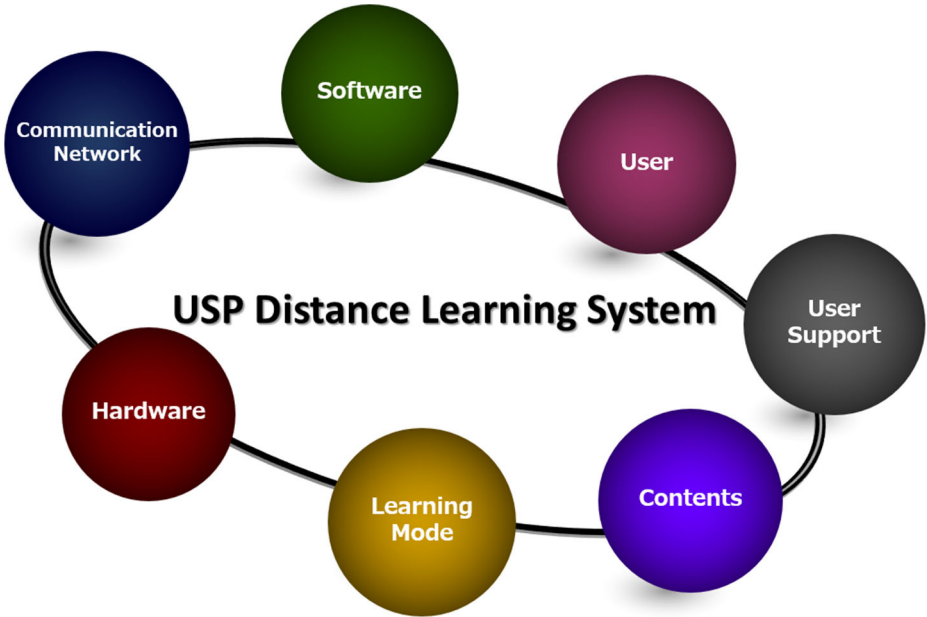 Software
Communication
Network
User
USP Distance Learning System
User
Support
Hardware
Contents
Learning
Mode